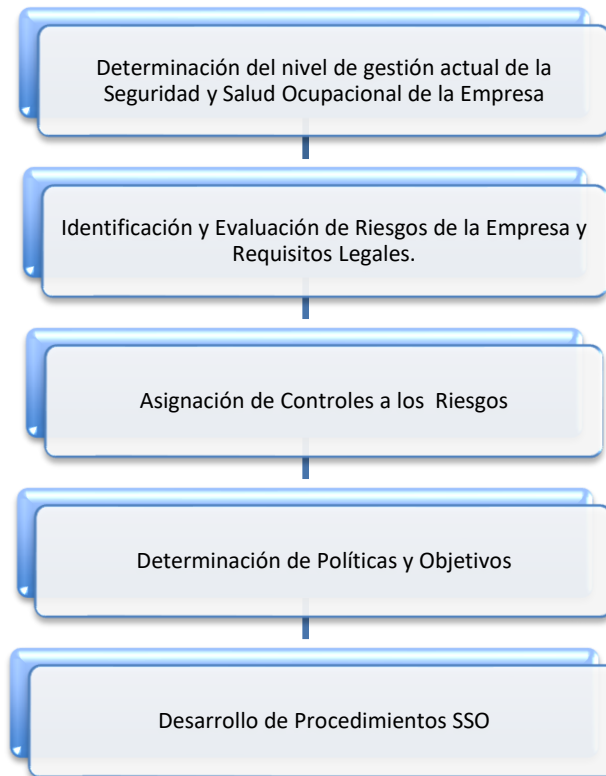 Determinación del nivel de gestión actual de la
Seguridad y Salud Ocupacional de la Empresa
Identificación y Evaluación de Riesgos de la Empresa y
Requisitos Legales.
Asignación de Controles a los  Riesgos
Determinación de Políticas y Objetivos
Desarrollo de Procedimientos SSO